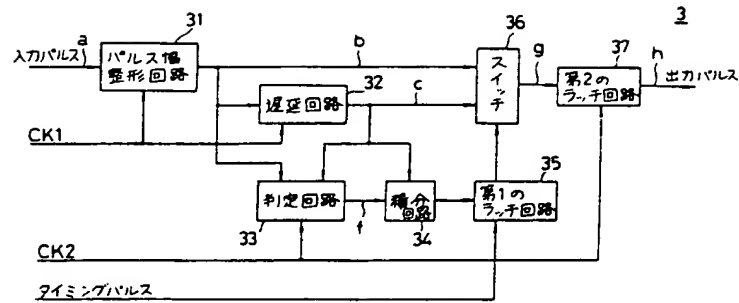 3
31
36
37
入力パルス
a
パルス幅
整形回路
b
スイッチ
g
第2の
ラッチ回路
h
出力パルス
32
遅延回路
c
CK1
35
判定回路
f
積分
回路
第1の
ラッチ回路
33
34
CK2
タイミングパルス